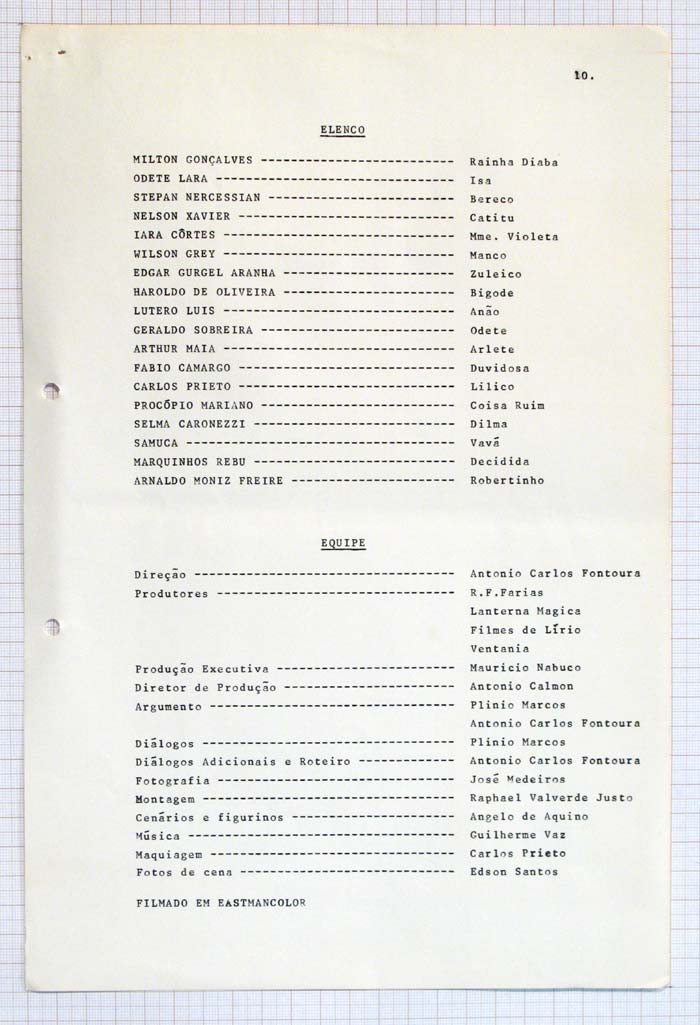 10.
ELENCO
MILTON GONÇALVES -------------------------- Rainha Diaba
ODETE LARA -------------------------------- Isa
STEPAN NERCESSIAN ------------------------- Bereco
NELSON XAVIER ----------------------------- Catitu
IARA CÔRTES ------------------------------- Mme. Violeta
WILSON GREY ------------------------------- Manco
EDGAR GURGEL ARANHA ----------------------- Zuleico
HAROLDO DE OLIVEIRA ----------------------- Bigode
LUTERO LUIS ------------------------------- Anão
GERALDO SOBREIRA -------------------------- Odete
ARTHUR MAIA ------------------------------- Arlete
FABIO CAMARGO ----------------------------- Duvidosa
CARLOS PRIETO ----------------------------- Lilico
PROCÓPIO MARIANO -------------------------- Coisa Ruim
SELMA CARONEZZI --------------------------- Dilma
SAMUCA ------------------------------------ Vavá
MARQUINHOS REBU --------------------------- Decidida
ARNALDO MONIZ FREIRE ---------------------- Robertinho
EQUIPE
Direção ----------------------------------- Antonio Carlos Fontoura
Produtores -------------------------------- R.F.Farias
Lanterna Magica
Filmes de Lírio
Ventania
Produção Executiva ------------------------ Mauricio Nabuco
Diretor de Produção ----------------------- Antonio Calmon
Argumento --------------------------------- Plinio Marcos
Antonio Carlos Fontoura
Diálogos ---------------------------------- Plinio Marcos
Diálogos Adicionais e Roteiro ------------- Antonio Carlos Fontoura
Fotografia -------------------------------- José Medeiros
Montagem ---------------------------------- Raphael Valverde Justo
Cenários e figurinos ---------------------- Angelo de Aquino
Música ------------------------------------ Guilherme Vaz
Maquiagem --------------------------------- Carlos Prieto
Fotos de cena ----------------------------- Edson Santos
FILMADO EM EASTMANCOLOR